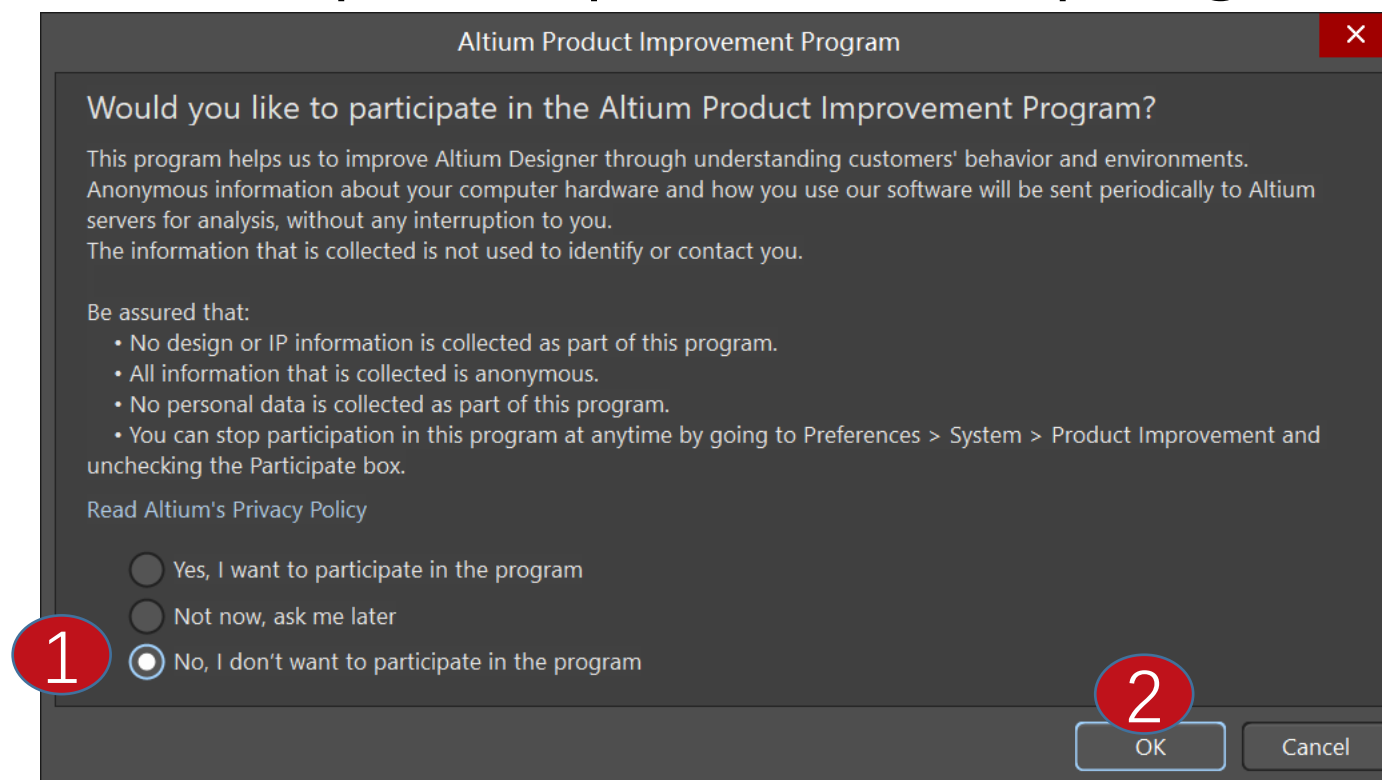 Altium Product Improvement Program
Would you like to participate in the Altium Product Improvement Program?
This program helps us to improve Altium Designer through understanding customers' behavior and environments.
Anonymous information about your computer hardware and how you use our software will be sent periodically to Altium
servers for analysis, without any interruption to you.
The information that is collected is not used to identify or contact you.
Be assured that:
• No design or IP information is collected as part of this program.
• All information that is collected is anonymous.
• No personal data is collected as part of this program.
• You can stop participation in this program at anytime by going to Preferences > System > Product Improvement and
unchecking the Participate box.
Read Altium's Privacy Policy
Yes, I want to participate in the program
Not now, ask me later
1 No, I don’t want to participate in the program
2
OK Cancel